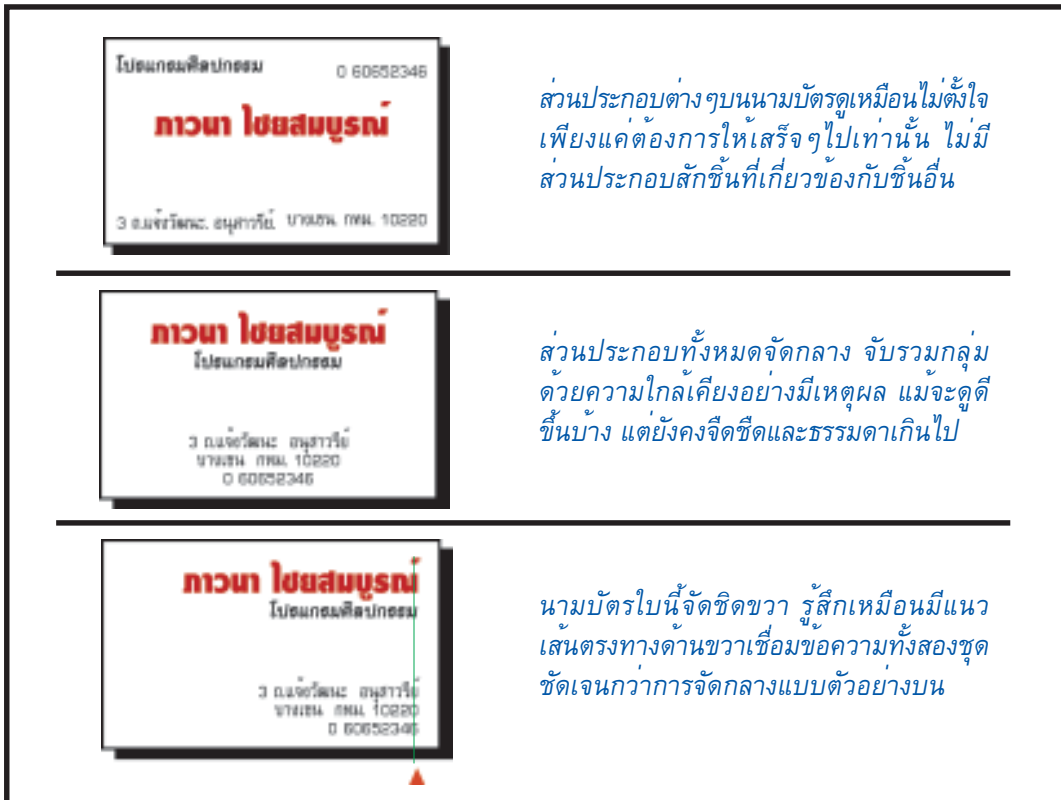 โปรแกรมศิลปกรรม
0 60652346
ภาวนา ไชยสมบูรณ์
3 ถ.แจ้งวัฒนะ. อนุสาวรีย์. บางเขน. กทม. 10220
ส่วนประกอบต่างๆบนนามบัตรดูเหมือนไม่ตั้งใจ
เพียงแค่ต้องการให้เสร็จๆไปเท่านั้น ไม่มี
ส่วนประกอบสักชิ้นที่เกี่ยวข้องกับชิ้นอื่น
ภาวนา ไชยสมบูรณ์
โปรแกรมศิลปกรรม
3 ถ.แจ้งวัฒนะ อนุสาวรีย์
บางเขน กทม. 10220
0 60652346
ส่วนประกอบทั้งหมดจัดกลาง จับรวมกลุ่ม
ด้วยความใกล้เคียงอย่างมีเหตุผล แม้จะดูดี
ขึ้นบ้าง แต่ยังคงจืดชืดและธรรมดาเกินไป
ภาวนา ไชยสมบูรณ์
โปรแกรมศิลปกรรม
3 ถ.แจ้งวัฒนะ อนุสาวรีย์
บางเขน กทม. 10220
0 60652346
นามบัตรใบนี้จัดชิดขวา รู้สึกเหมือนมีแนว
เส้นตรงทางด้านขวาเชื่อมข้อความทั้งสองชุด
ชัดเจนกว่าการจัดกลางแบบตัวอย่างบน